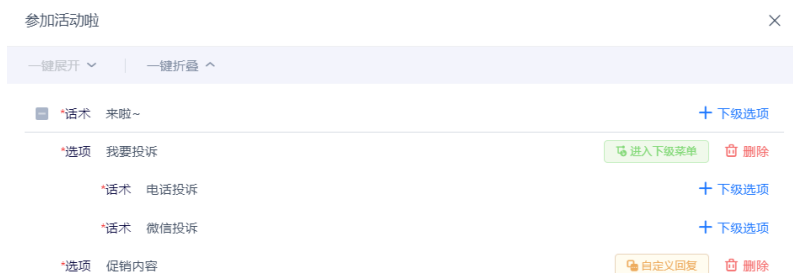 参加活动啦
一键展开 一键折叠
*话术 来啦~ + 下级选项
*选项 我要投诉 进入下级菜单 删除
*话术 电话投诉 + 下级选项
*话术 微信投诉 + 下级选项
*选项 促销内容 自定义回复 删除